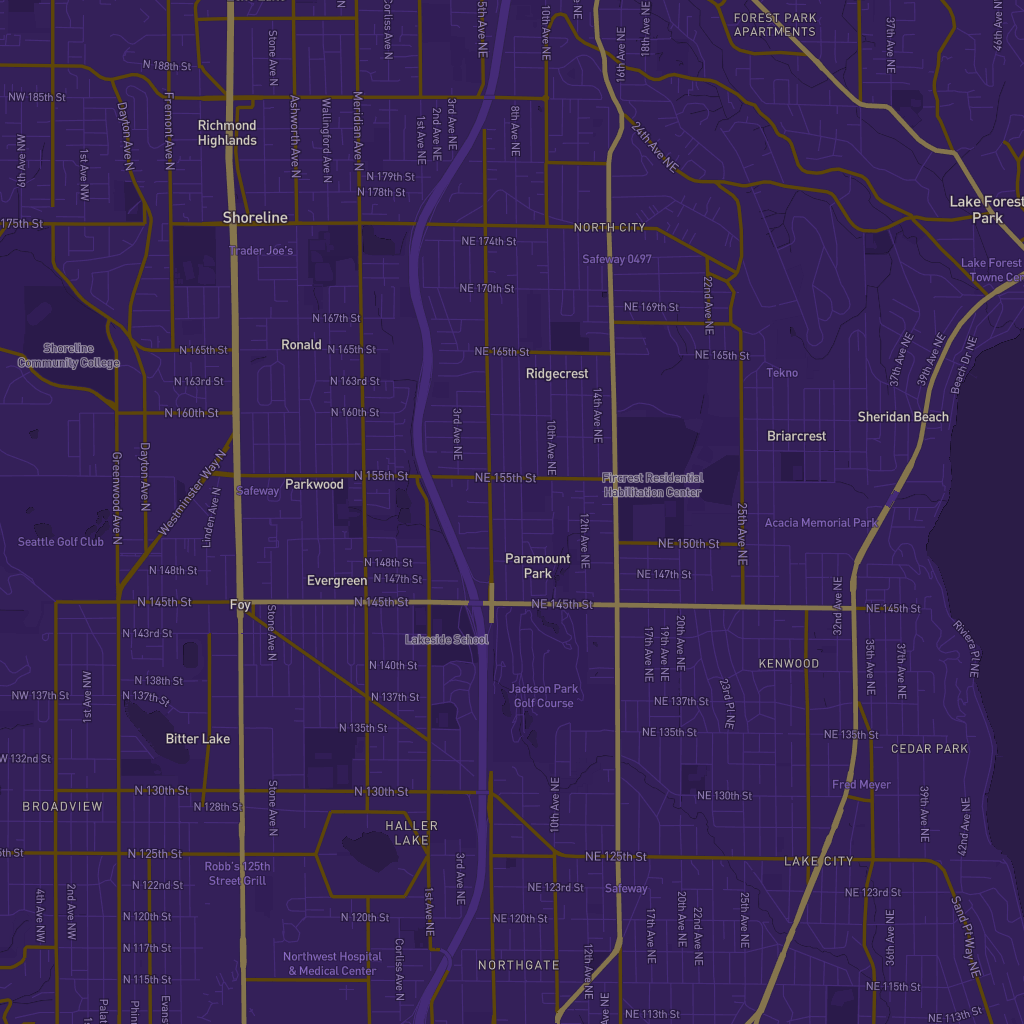 FOREST PARK
APARTMENTS
46th Ave NE
37th Ave NE
5th Ave NE
10th Ave NE
16th Ave NE
18th Ave NE
Corliss Ave N
Stone Ave N
N 188th St
NW 185th St
Dayton Ave N
Fremont Ave N
Richmond
Highlands
Ashworth Ave N
Wallingford Ave N
Meridian Ave N
1st Ave NE
2nd Ave NE
3rd Ave NE
8th Ave NE
24th Ave NE
6th Ave NW
1st Ave NW
N 179th St
N 178th St
Lake Forest
Park
175th St
Shoreline
NORTH CITY
NE 174th St
Trader Joe's
Safeway 0497
Lake Forest
Towne Cen
NE 170th St
22nd Ave NE
NE 169th St
N 167th St
Shoreline
Community College
N 165th St
Ronald
N 165th St
NE 165th St
NE 165th St
37th Ave NE
39th Ave NE
Beach Dr NE
Ridgecrest
Tekno
N 163rd St
N 163rd St
14th Ave NE
N 160th St
N 160th St
3rd Ave NE
10th Ave NE
Sheridan Beach
Briarcrest
Greenwood Ave N
Dayton Ave N
Westminster Way N
N 155th St
NE 155th St
Fircrest Residential
Habilitation Center
Parkwood
Safeway
Linden Ave N
12th Ave NE
25th Ave NE
Acacia Memorial Park
Seattle Golf Club
NE 150th St
N 148th St
N 148th St
Paramount
Park
N 147th St
NE 147th St
Evergreen
N 145th St
Foy
N 145th St
NE 145th St
32nd Ave NE
NE 145th St
N 143rd St
Stone Ave N
Lakeside School
17th Ave NE
19th Ave NE
20th Ave NE
Riviera Pl NE
N 140th St
KENWOOD
35th Ave NE
37th Ave NE
N 138th St
NW 137th St
1st Ave NW
N 137th St
N 137th St
Jackson Park
Golf Course
NE 137th St
23rd Pl NE
N 135th St
NE 135th St
NE 135th St
Bitter Lake
CEDAR PARK
W 132nd St
N 130th St
N 130th St
NE 130th St
Fred Meyer
BROADVIEW
N 128th St
Stone Ave N
10th Ave NE
39th Ave NE
42nd Ave NE
HALLER
LAKE
5th St
N 125th St
NE 125th St
LAKE CITY
Robb's 125th
Street Grill
3rd Ave NE
N 122nd St
NE 123rd St
Safeway
NE 123rd St
4th Ave NW
2nd Ave NW
1st Ave NE
N 120th St
N 120th St
NE 120th St
17th Ave NE
20th Ave NE
22nd Ave NE
25th Ave NE
36th Ave NE
Sand Pt Way NE
N 117th St
Northwest Hospital
& Medical Center
Corliss Ave N
NORTHGATE
12th Ave NE
N 115th St
NE 115th St
NE 113th St
NE 113th St